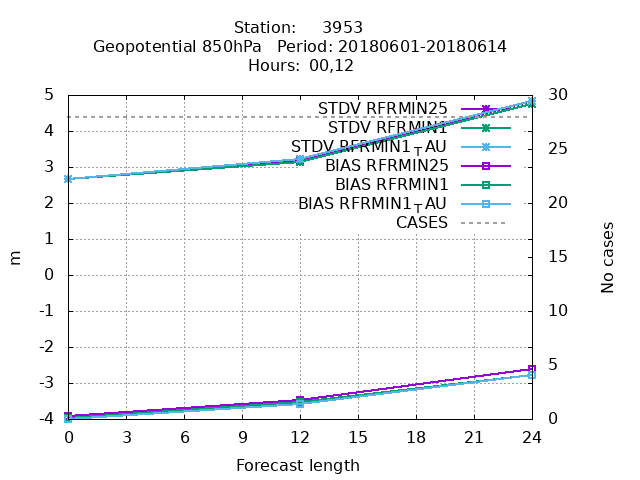 Station: 3953
Geopotential 850hPa Period: 20180601-20180614
Hours: 00,12
5
4
3
2
1
0
-1
-2
-3
-4
30
25
20
15
10
5
0
STDV RFRMIN25
STDV RFRMIN1
STDV RFRMIN1TAU
BIAS RFRMIN25
BIAS RFRMIN1
BIAS RFRMIN1TAU
CASES
m
No cases
0 3 6 9 12 15 18 21 24
Forecast length